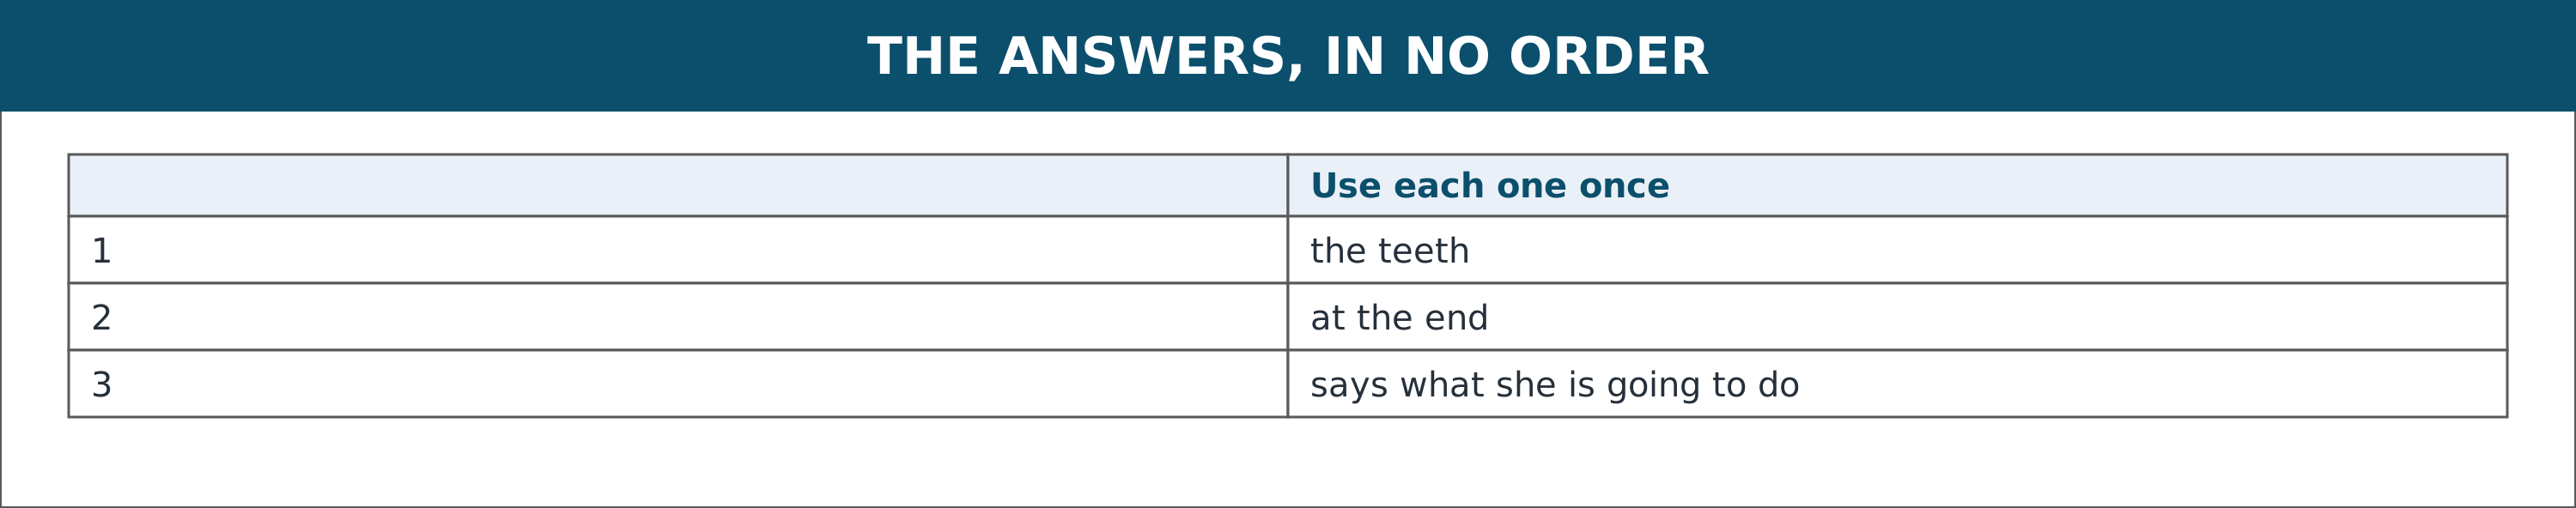 THE ANSWERS, IN NO ORDER
Use each one once
1 the teeth
2 at the end
3 says what she is going to do